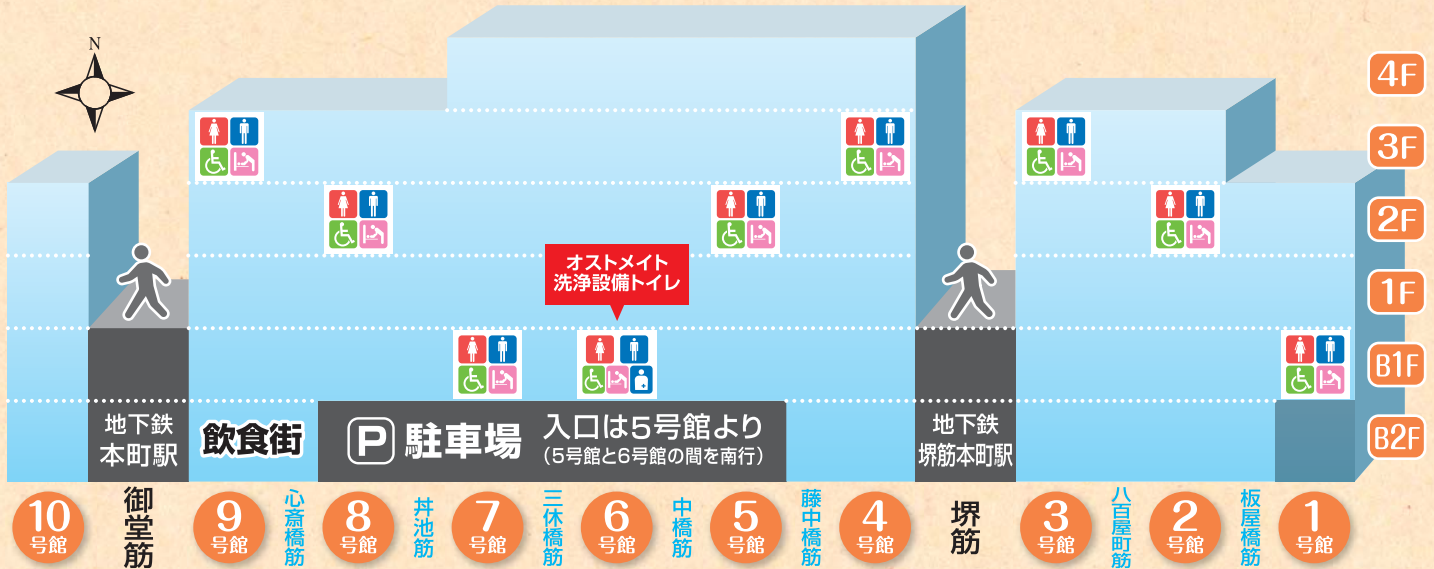 N
4F
3F
2F
1F
B1F
B2F
オストメイト
洗浄設備トイレ
地下鉄
本町駅
飲食街
P 駐車場
入口は5号館より
(5号館と6号館の間を南行)
地下鉄
堺筋本町駅
10
号館
御堂筋
9
号館
心斎橋筋
8
号館
丼池筋
7
号館
三休橋筋
6
号館
中橋筋
5
号館
藤中橋筋
4
号館
堺筋
3
号館
八百屋町筋
2
号館
板屋橋筋
1
号館